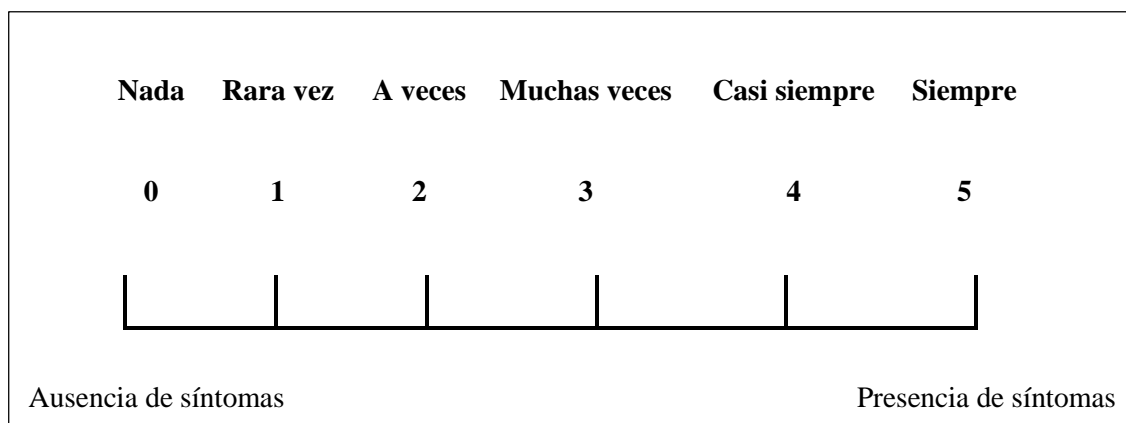 Nada Rara vez A veces Muchas veces Casi siempre Siempre
0 1 2 3 4 5
Ausencia de síntomas Presencia de síntomas